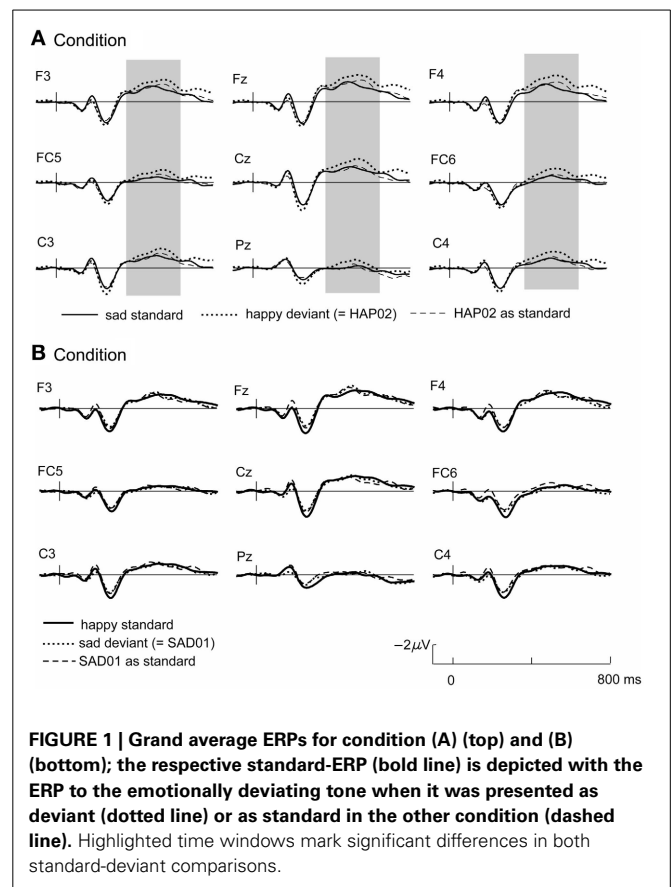 A Condition
F3 Fz F4
FC5 Cz FC6
C3 Pz C4
sad standard happy deviant (= HAP02) HAP02 as standard
B Condition
F3 Fz F4
FC5 Cz FC6
C3 Pz C4
happy standard
sad deviant (= SAD01)
SAD01 as standard
−2µV
0 800 ms
FIGURE 1 | Grand average ERPs for condition (A) (top) and (B)
(bottom); the respective standard-ERP (bold line) is depicted with the
ERP to the emotionally deviating tone when it was presented as
deviant (dotted line) or as standard in the other condition (dashed
line). Highlighted time windows mark significant differences in both
standard-deviant comparisons.